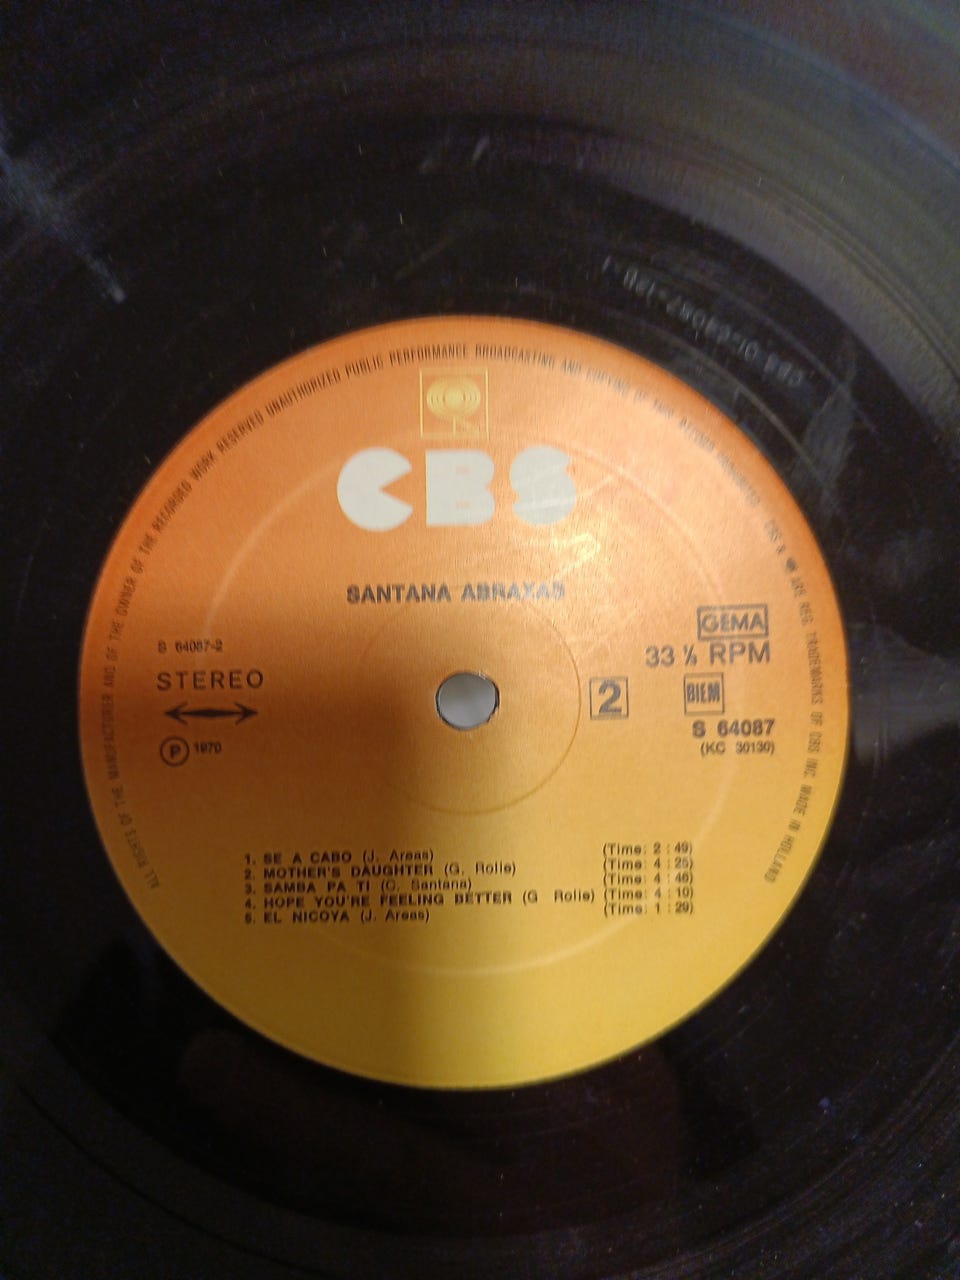 ALL RIGHTS OF THE MANUFACTURER AND OF THE OWNER OF THE RECORDED WORK RESERVED UNAUTHORIZED PUBLIC PERFORMANCE BROADCASTING AND COPYING OF THIS RECORD PROHIBITED · CBS & ARE REG. TRADEMARKS OF CBS INC. MADE IN HOLLAND
CBS
SANTANA ABRAXAS
GEMA
S 64087-2
33 ⅓ RPM
STEREO
2
BIEM
S 64087
P 1970
(KC 30130)
1. SE A CABO (J. Areas) (Time: 2 : 49)
2. MOTHER'S DAUGHTER (G. Rolie) (Time: 4 : 25)
3. SAMBA PA TI (C. Santana) (Time: 4 : 46)
4. HOPE YOU'RE FEELING BETTER (G Rolie) (Time: 4 : 10)
5. EL NICOYA (J. Areas) (Time: 1 : 29)